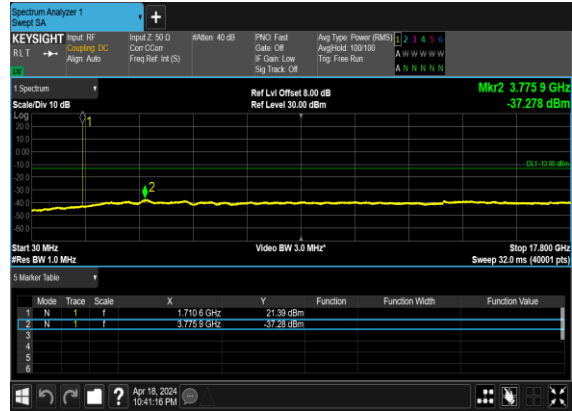 Spectrum Analyzer 1
Swept SA
+
KEYSIGHT Input: RF Input Z: 50 Ω #Atten: 40 dB PNO: Fast Avg Type: Power (RMS) 1 2 3 4 5 6
R L T Coupling: DC Corr CCorr Gate: Off Avg|Hold: 100/100 A W W W W W
Align: Auto Freq Ref: Int (S) IF Gain: Low Trig: Free Run
Sig Track: Off A N N N N N
1 Spectrum Ref Lvl Offset 8.00 dB Mkr2 3.775 9 GHz
Scale/Div 10 dB Ref Level 30.00 dBm -37.278 dBm
Log
1
20.0
10.0
0.00
-10.0
DL1 -13.00 dBm
-20.0
-30.0
2
-40.0
-50.0
-60.0
Start 30 MHz Video BW 3.0 MHz* Stop 17.800 GHz
#Res BW 1.0 MHz Sweep 32.0 ms (40001 pts)
5 Marker Table
Mode Trace Scale X Y Function Function Width Function Value
1 N 1 f 1.710 6 GHz 21.39 dBm
2 N 1 f 3.775 9 GHz -37.28 dBm
3
4
5
6
? Apr 18, 2024
10:41:16 PM